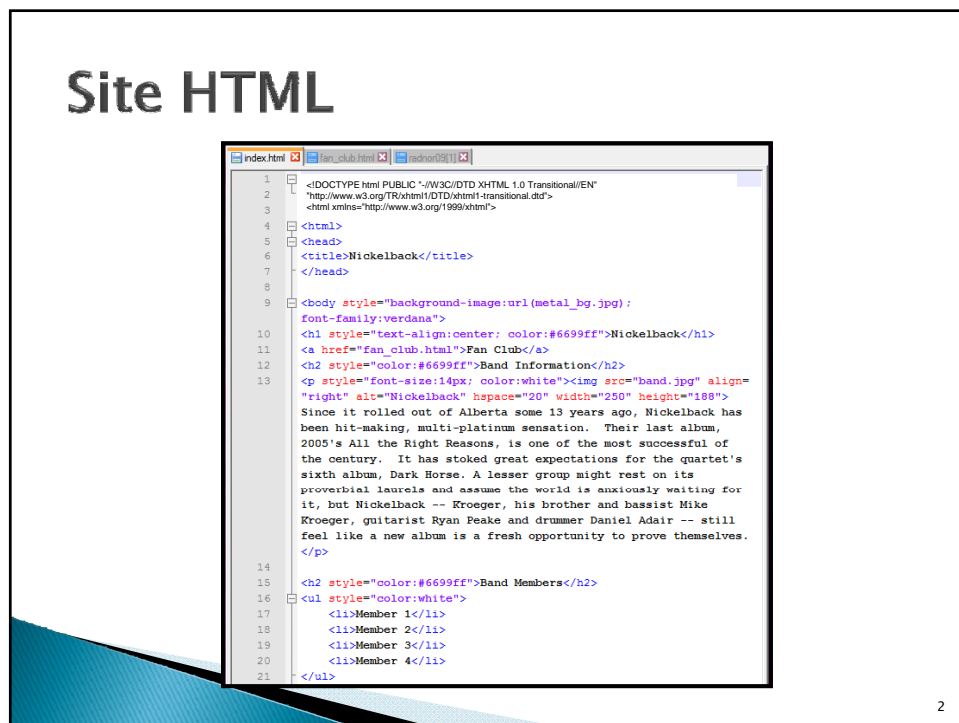 Site HTML
index.html fan_club.html radnor09[1]
1 <!DOCTYPE html PUBLIC "-//W3C//DTD XHTML 1.0 Transitional//EN"
2 "http://www.w3.org/TR/xhtml1/DTD/xhtml1-transitional.dtd">
3 <html xmlns="http://www.w3.org/1999/xhtml">
4 <html>
5 <head>
6 <title>Nickelback</title>
7 </head>
8
9 <body style="background-image:url(metal_bg.jpg);
font-family:verdana">
10 <h1 style="text-align:center; color:#6699ff">Nickelback</h1>
11 <a href="fan_club.html">Fan Club</a>
12 <h2 style="color:#6699ff">Band Information</h2>
13 <p style="font-size:14px; color:white"><img src="band.jpg" align=
"right" alt="Nickelback" hspace="20" width="250" height="188">
Since it rolled out of Alberta some 13 years ago, Nickelback has
been hit-making, multi-platinum sensation.  Their last album,
2005's All the Right Reasons, is one of the most successful of
the century.  It has stoked great expectations for the quartet's
sixth album, Dark Horse. A lesser group might rest on its
proverbial laurels and assume the world is anxiously waiting for
it, but Nickelback -- Kroeger, his brother and bassist Mike
Kroeger, guitarist Ryan Peake and drummer Daniel Adair -- still
feel like a new album is a fresh opportunity to prove themselves.
</p>
14
15 <h2 style="color:#6699ff">Band Members</h2>
16 <ul style="color:white">
17 <li>Member 1</li>
18 <li>Member 2</li>
19 <li>Member 3</li>
20 <li>Member 4</li>
21 </ul>
2